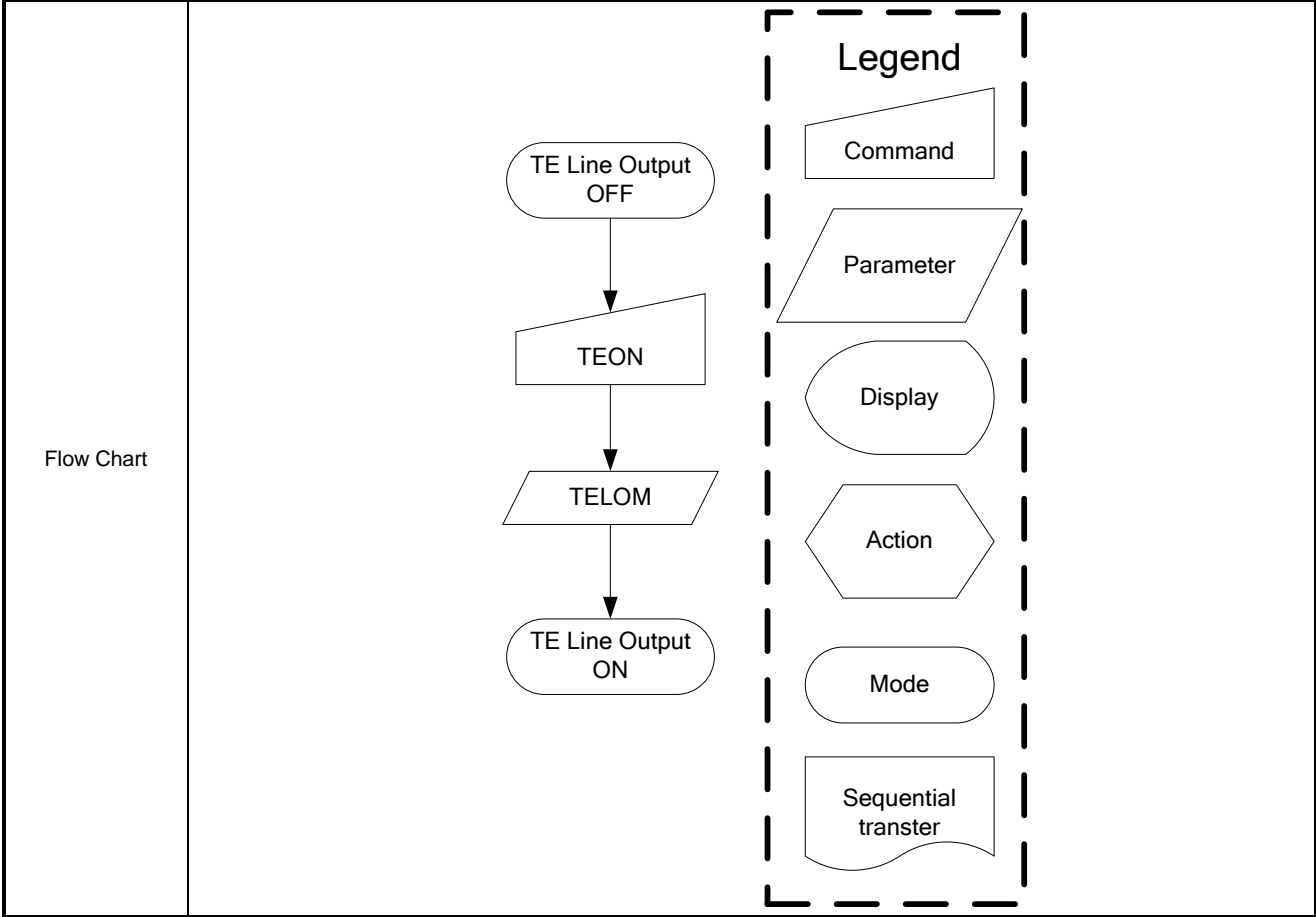 Flow Chart
TE Line Output
OFF
TEON
TELOM
TE Line Output
ON
Legend
Command
Parameter
Display
Action
Mode
Sequential
transter